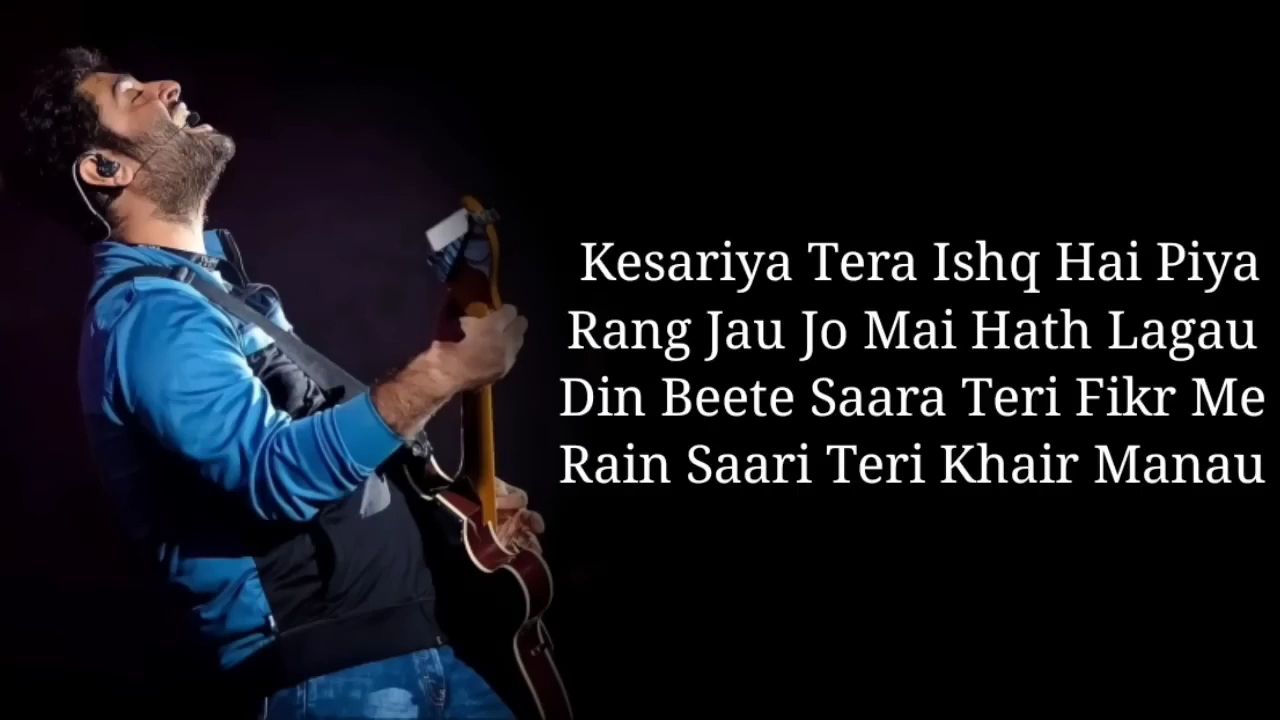 Kesariya Tera Ishq Hai Piya
Rang Jau Jo Mai Hath Lagau
Din Beete Saara Teri Fikr Me
Rain Saari Teri Khair Manau